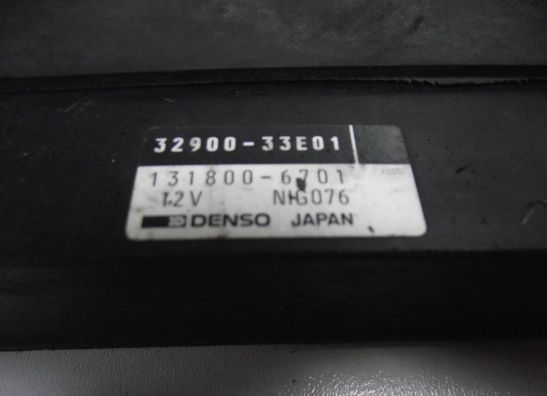 32900-33E01
131800-6701
12V NIG076
DENSO JAPAN